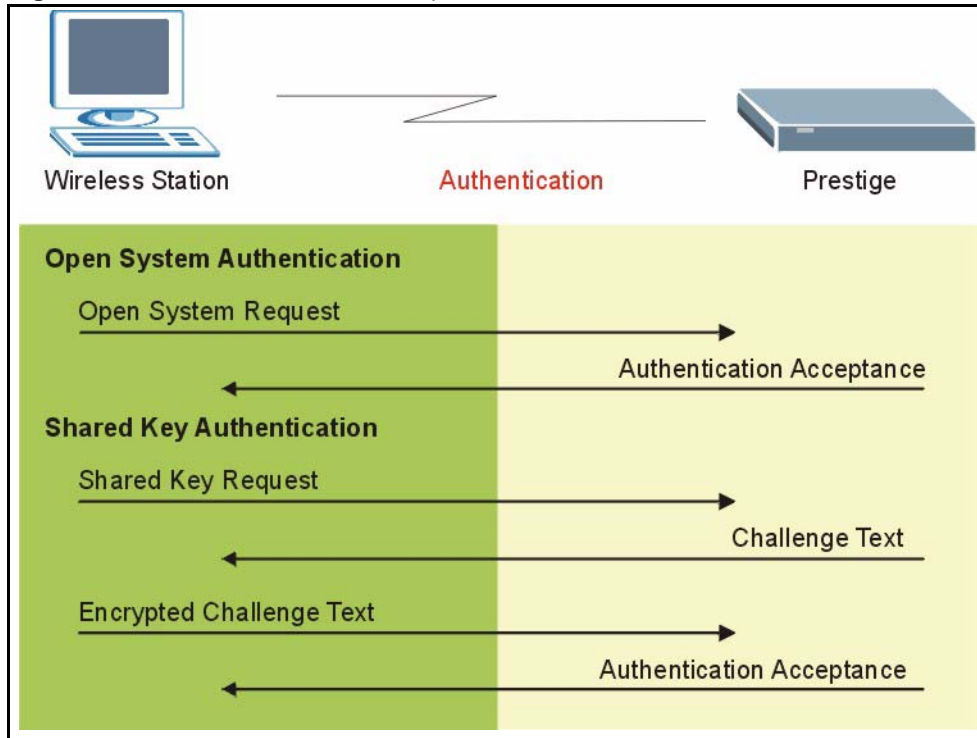 Wireless Station Authentication Prestige
Open System Authentication
Open System Request
Authentication Acceptance
Shared Key Authentication
Shared Key Request
Challenge Text
Encrypted Challenge Text
Authentication Acceptance